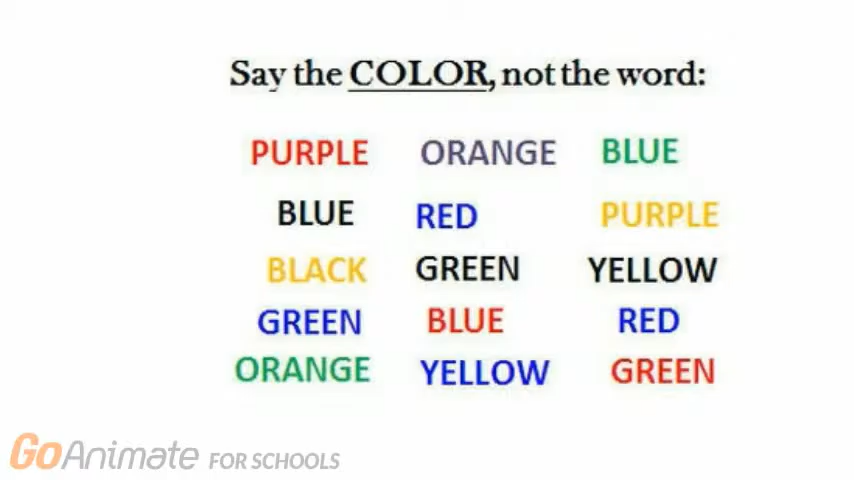 Say the COLOR, not the word:
PURPLE ORANGE BLUE
BLUE RED PURPLE
BLACK GREEN YELLOW
GREEN BLUE RED
ORANGE YELLOW GREEN
GoAnimate FOR SCHOOLS